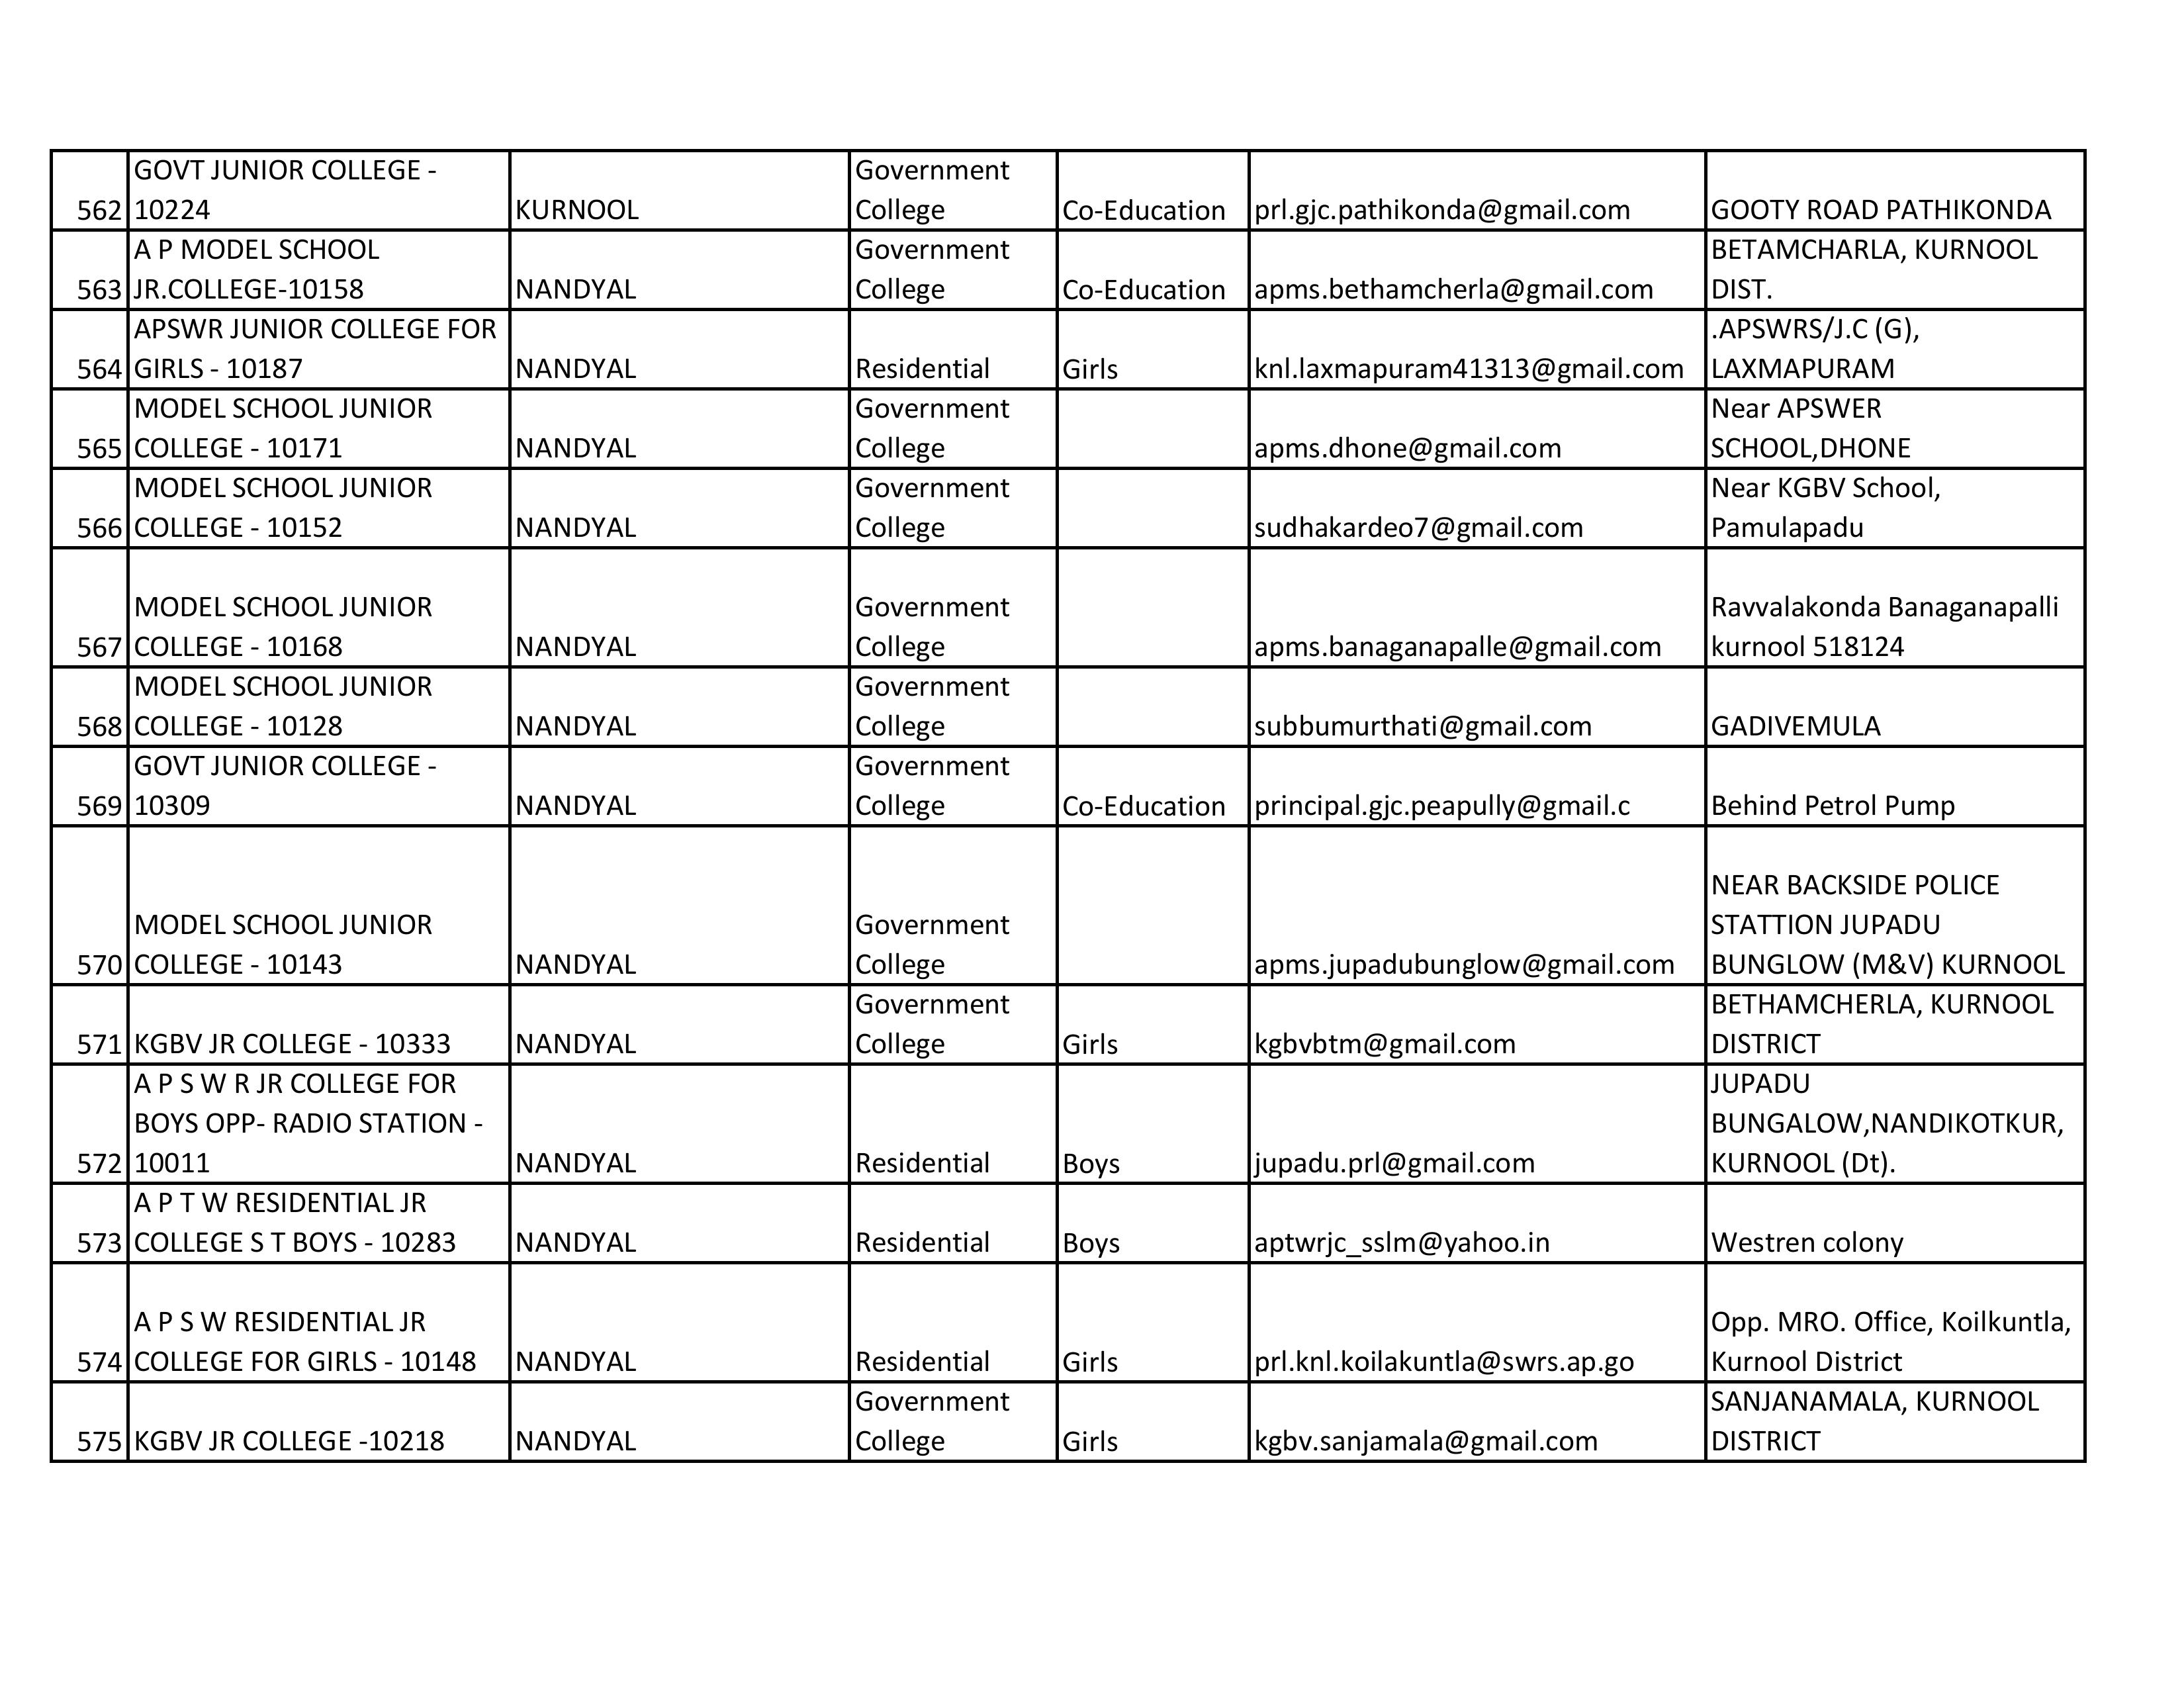 562 GOVT JUNIOR COLLEGE - 10224 KURNOOL Government College Co-Education prl.gjc.pathikonda@gmail.com GOOTY ROAD PATHIKONDA
563 A P MODEL SCHOOL JR.COLLEGE-10158 NANDYAL Government College Co-Education apms.bethamcherla@gmail.com BETAMCHARLA, KURNOOL DIST.
564 APSWR JUNIOR COLLEGE FOR GIRLS - 10187 NANDYAL Residential Girls knl.laxmapuram41313@gmail.com .APSWRS/J.C (G), LAXMAPURAM
565 MODEL SCHOOL JUNIOR COLLEGE - 10171 NANDYAL Government College apms.dhone@gmail.com Near APSWER SCHOOL,DHONE
566 MODEL SCHOOL JUNIOR COLLEGE - 10152 NANDYAL Government College sudhakardeo7@gmail.com Near KGBV School, Pamulapadu
567 MODEL SCHOOL JUNIOR COLLEGE - 10168 NANDYAL Government College apms.banaganapalle@gmail.com Ravvalakonda Banaganapalli kurnool 518124
568 MODEL SCHOOL JUNIOR COLLEGE - 10128 NANDYAL Government College subbumurthati@gmail.com GADIVEMULA
569 GOVT JUNIOR COLLEGE - 10309 NANDYAL Government College Co-Education principal.gjc.peapully@gmail.c Behind Petrol Pump
570 MODEL SCHOOL JUNIOR COLLEGE - 10143 NANDYAL Government College apms.jupadubunglow@gmail.com NEAR BACKSIDE POLICE STATTION JUPADU BUNGLOW (M&V) KURNOOL
571 KGBV JR COLLEGE - 10333 NANDYAL Government College Girls kgbvbtm@gmail.com BETHAMCHERLA, KURNOOL DISTRICT
572 A P S W R JR COLLEGE FOR BOYS OPP- RADIO STATION - 10011 NANDYAL Residential Boys jupadu.prl@gmail.com JUPADU BUNGALOW,NANDIKOTKUR, KURNOOL (Dt).
573 A P T W RESIDENTIAL JR COLLEGE S T BOYS - 10283 NANDYAL Residential Boys aptwrjc_sslm@yahoo.in Westren colony
574 A P S W RESIDENTIAL JR COLLEGE FOR GIRLS - 10148 NANDYAL Residential Girls prl.knl.koilakuntla@swrs.ap.go Opp. MRO. Office, Koilkuntla, Kurnool District
575 KGBV JR COLLEGE -10218 NANDYAL Government College Girls kgbv.sanjamala@gmail.com SANJANAMALA, KURNOOL DISTRICT